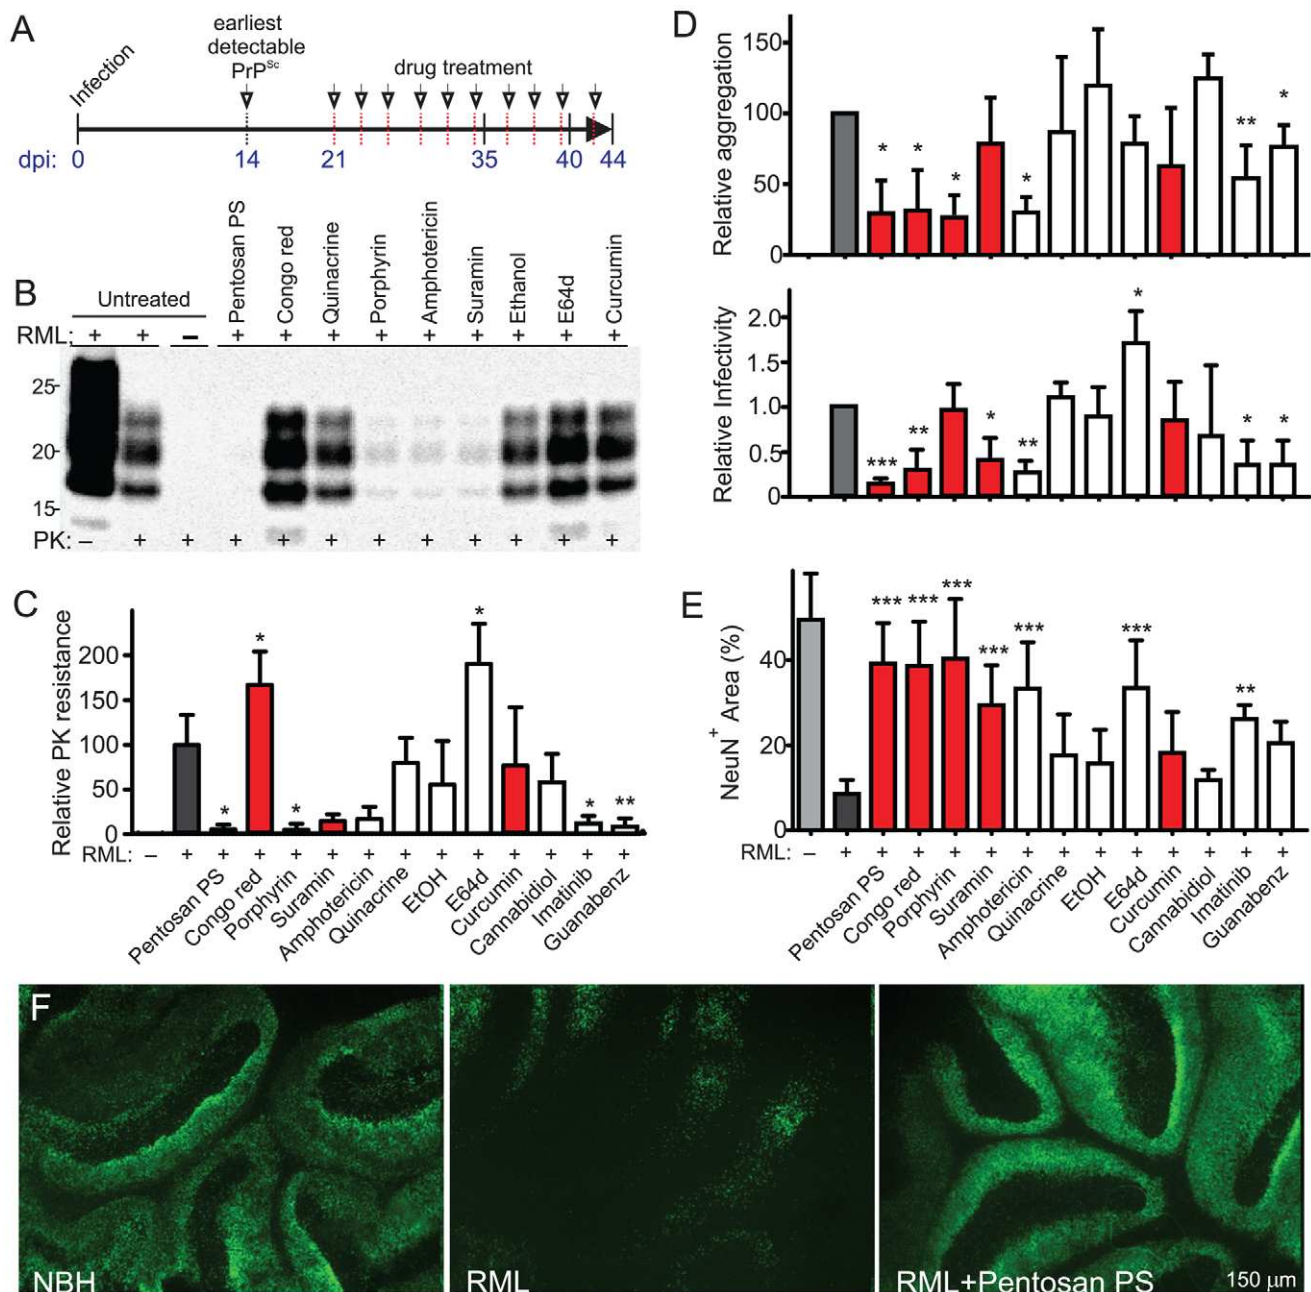 A
Infection
earliest
detectable
PrP^Sc
drug treatment
dpi: 0 14 21 35 40 44
B
Untreated
Pentosan PS
Congo red
Quinacrine
Porphyrin
Amphotericin
Suramin
Ethanol
E64d
Curcumin
RML: + + – + + + + + + + + +
25
20
15
PK: – + + + + + + + + + + +
C
Relative PK resistance
200
150
100
50
0
* * * * * **
RML: – + + + + + + + + + + + + +
Pentosan PS
Congo red
Porphyrin
Suramin
Amphotericin
Quinacrine
EtOH
E64d
Curcumin
Cannabidiol
Imatinib
Guanabenz
D
Relative aggregation
150
100
50
0
* * * * ** *
Relative Infectivity
2.0
1.5
1.0
0.5
0
*** ** * ** * * *
E
NeuN+ Area (%)
40
20
0
*** *** *** *** *** *** **
RML: – + + + + + + + + + + + + +
Pentosan PS
Congo red
Porphyrin
Suramin
Amphotericin
Quinacrine
EtOH
E64d
Curcumin
Cannabidiol
Imatinib
Guanabenz
F
NBH
RML
RML+Pentosan PS
150 µm